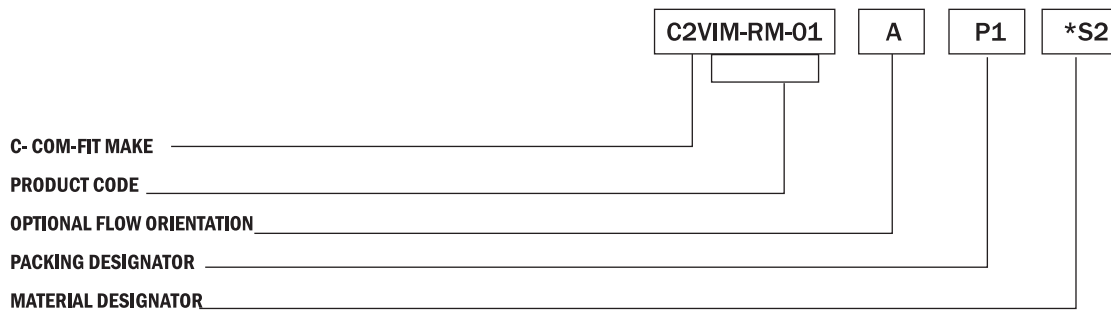 C2VIM-RM-01 A P1 *S2
C- COM-FIT MAKE
PRODUCT CODE
OPTIONAL FLOW ORIENTATION
PACKING DESIGNATOR
MATERIAL DESIGNATOR